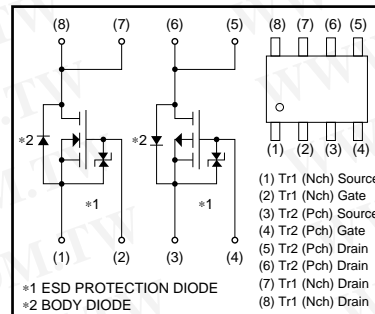 (8) (7) (6) (5) (8) (7) (6) (5)
∗2 ∗2
∗1 ∗1
(1) (2) (3) (4) (1) (2) (3) (4)
(1) Tr1 (Nch) Source
(2) Tr1 (Nch) Gate
(3) Tr2 (Pch) Source
(4) Tr2 (Pch) Gate
(5) Tr2 (Pch) Drain
(6) Tr2 (Pch) Drain
(7) Tr1 (Nch) Drain
(8) Tr1 (Nch) Drain
∗1 ESD PROTECTION DIODE
∗2 BODY DIODE